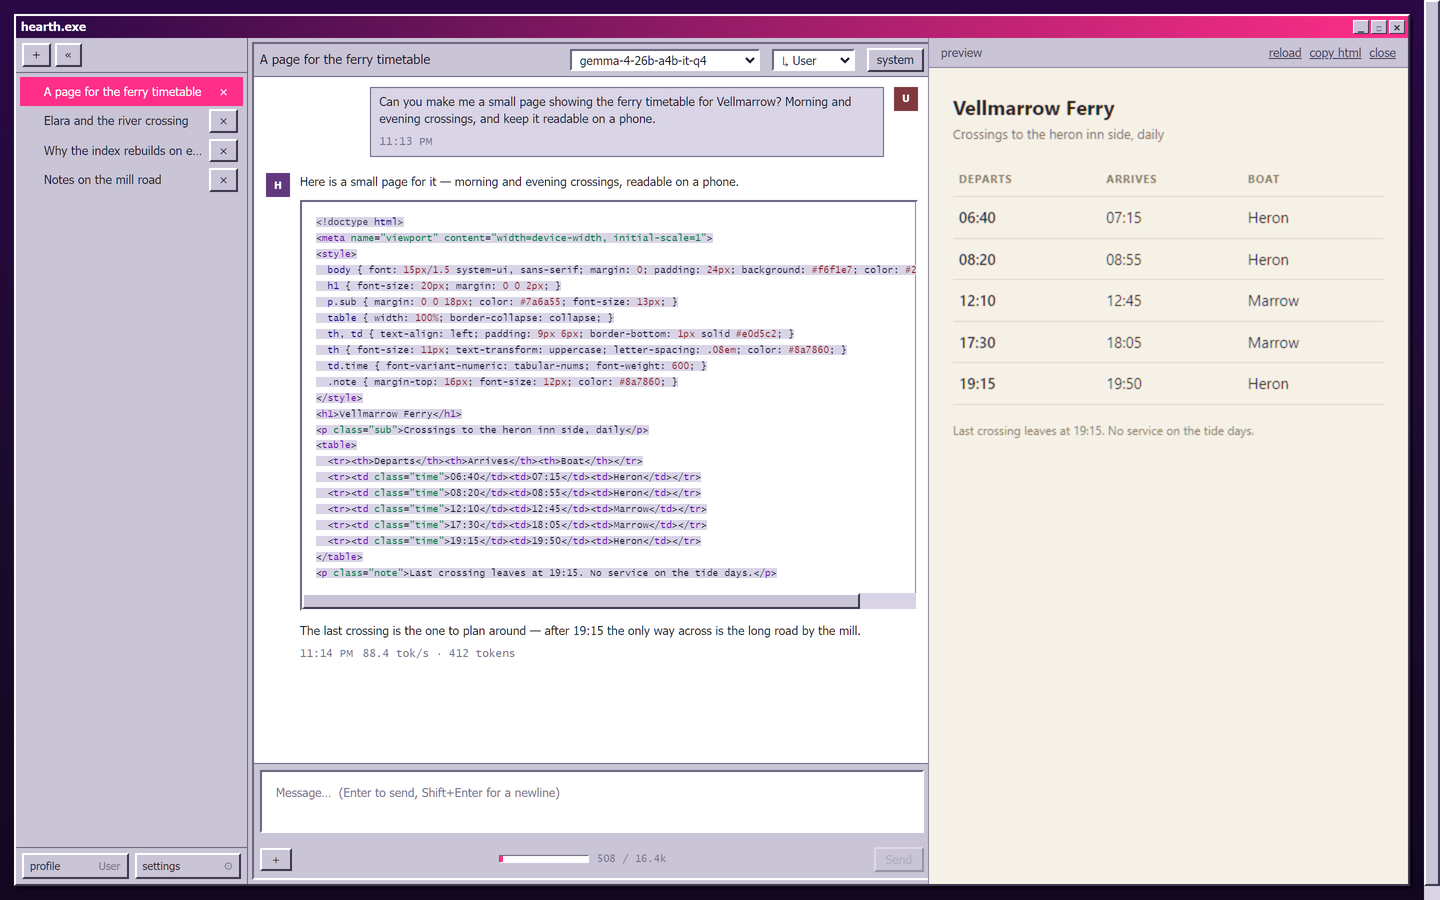 hearth.exe
+ «
A page for the ferry timetable ×
Elara and the river crossing ×
Why the index rebuilds on e... ×
Notes on the mill road ×
profile User settings
A page for the ferry timetable gemma-4-26b-a4b-it-q4 User system
Can you make me a small page showing the ferry timetable for Vellmarrow? Morning and
evening crossings, and keep it readable on a phone.
11:13 PM
U
H
Here is a small page for it — morning and evening crossings, readable on a phone.
<!doctype html>
<meta name="viewport" content="width=device-width, initial-scale=1">
<style>
body { font: 15px/1.5 system-ui, sans-serif; margin: 0; padding: 24px; background: #f6f1e7; color: #2
h1 { font-size: 20px; margin: 0 0 2px; }
p.sub { margin: 0 0 18px; color: #7a6a55; font-size: 13px; }
table { width: 100%; border-collapse: collapse; }
th, td { text-align: left; padding: 9px 6px; border-bottom: 1px solid #e0d5c2; }
th { font-size: 11px; text-transform: uppercase; letter-spacing: .08em; color: #8a7860; }
td.time { font-variant-numeric: tabular-nums; font-weight: 600; }
.note { margin-top: 16px; font-size: 12px; color: #8a7860; }
</style>
<h1>Vellmarrow Ferry</h1>
<p class="sub">Crossings to the heron inn side, daily</p>
<table>
<tr><th>Departs</th><th>Arrives</th><th>Boat</th></tr>
<tr><td class="time">06:40</td><td>07:15</td><td>Heron</td></tr>
<tr><td class="time">08:20</td><td>08:55</td><td>Heron</td></tr>
<tr><td class="time">12:10</td><td>12:45</td><td>Marrow</td></tr>
<tr><td class="time">17:30</td><td>18:05</td><td>Marrow</td></tr>
<tr><td class="time">19:15</td><td>19:50</td><td>Heron</td></tr>
</table>
<p class="note">Last crossing leaves at 19:15. No service on the tide days.</p>
The last crossing is the one to plan around — after 19:15 the only way across is the long road by the mill.
11:14 PM 88.4 tok/s · 412 tokens
Message... (Enter to send, Shift+Enter for a newline)
+ 508 / 16.4k Send
preview reload copy html close
Vellmarrow Ferry
Crossings to the heron inn side, daily
DEPARTS ARRIVES BOAT
06:40 07:15 Heron
08:20 08:55 Heron
12:10 12:45 Marrow
17:30 18:05 Marrow
19:15 19:50 Heron
Last crossing leaves at 19:15. No service on the tide days.